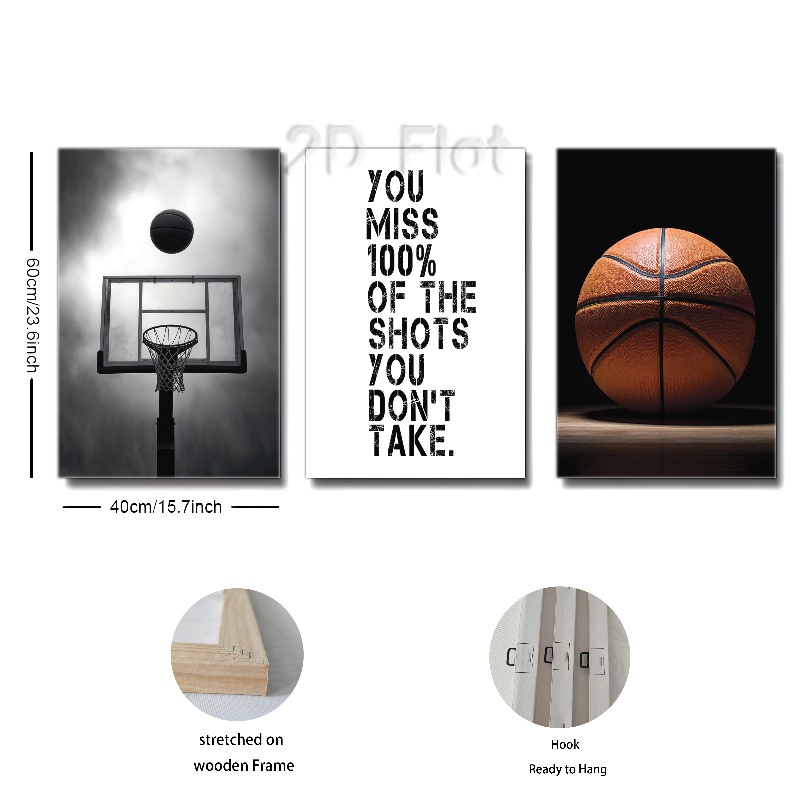 2D Flat
YOU
MISS
100%
OF THE
SHOTS
YOU
DON'T
TAKE.
60cm/23.6inch
40cm/15.7inch
stretched on
wooden Frame
Hook
Ready to Hang